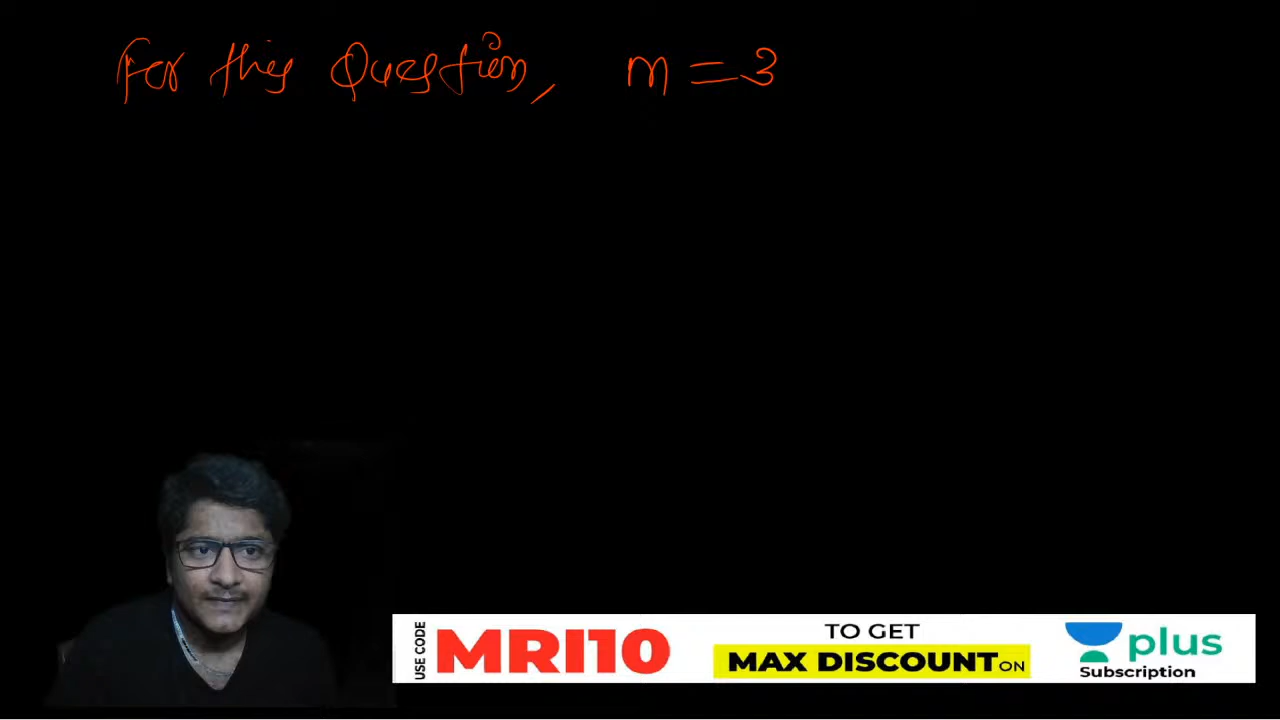 For this Question, m = 3
USE CODE
MRI10
TO GET
MAX DISCOUNT ON
plus
Subscription